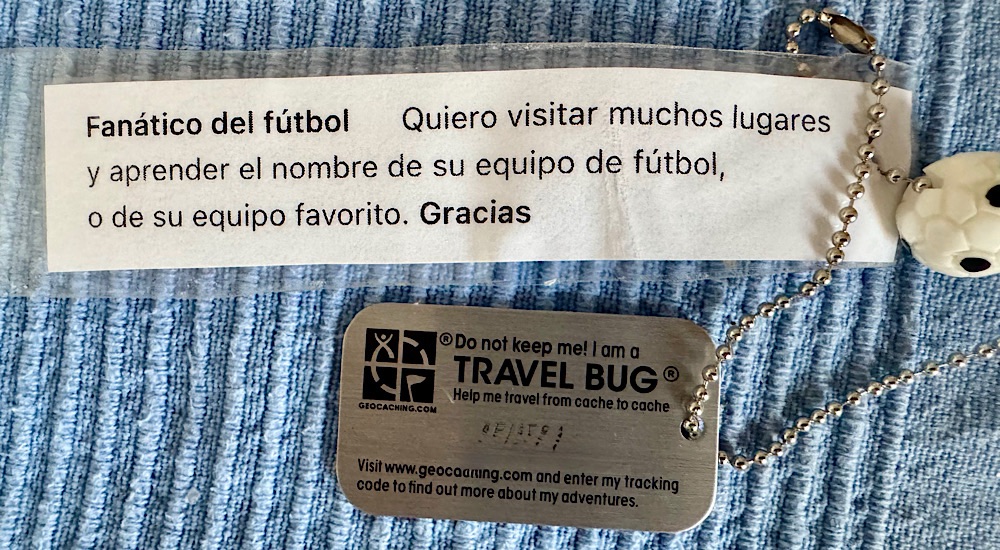 Fanático del fútbol Quiero visitar muchos lugares
y aprender el nombre de su equipo de fútbol,
o de su equipo favorito. Gracias
® Do not keep me! I am a
TRAVEL BUG®
Help me travel from cache to cache
GEOCACHING.COM
Visit www.geocaching.com and enter my tracking
code to find out more about my adventures.